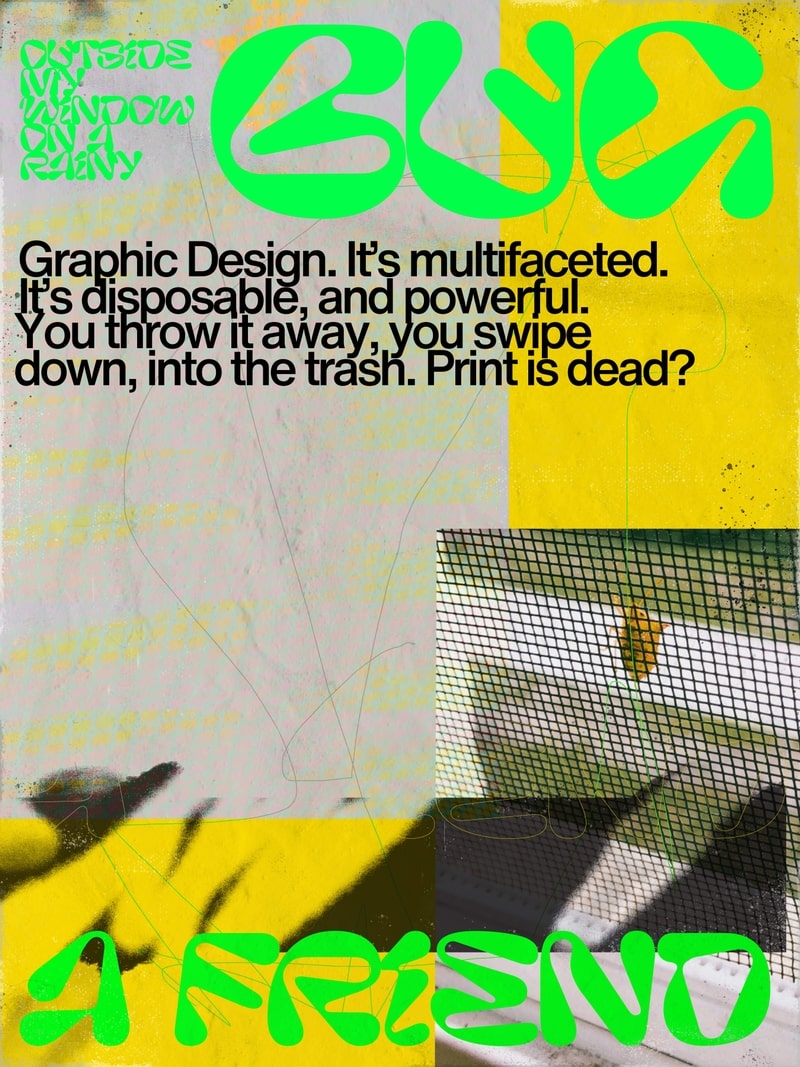 OUTSiDE
MY
WiNDOW
ON A
RAiNY
BUG
Graphic Design. It’s multifaceted.
It’s disposable, and powerful.
You throw it away, you swipe
down, into the trash. Print is dead?
A FRiEND